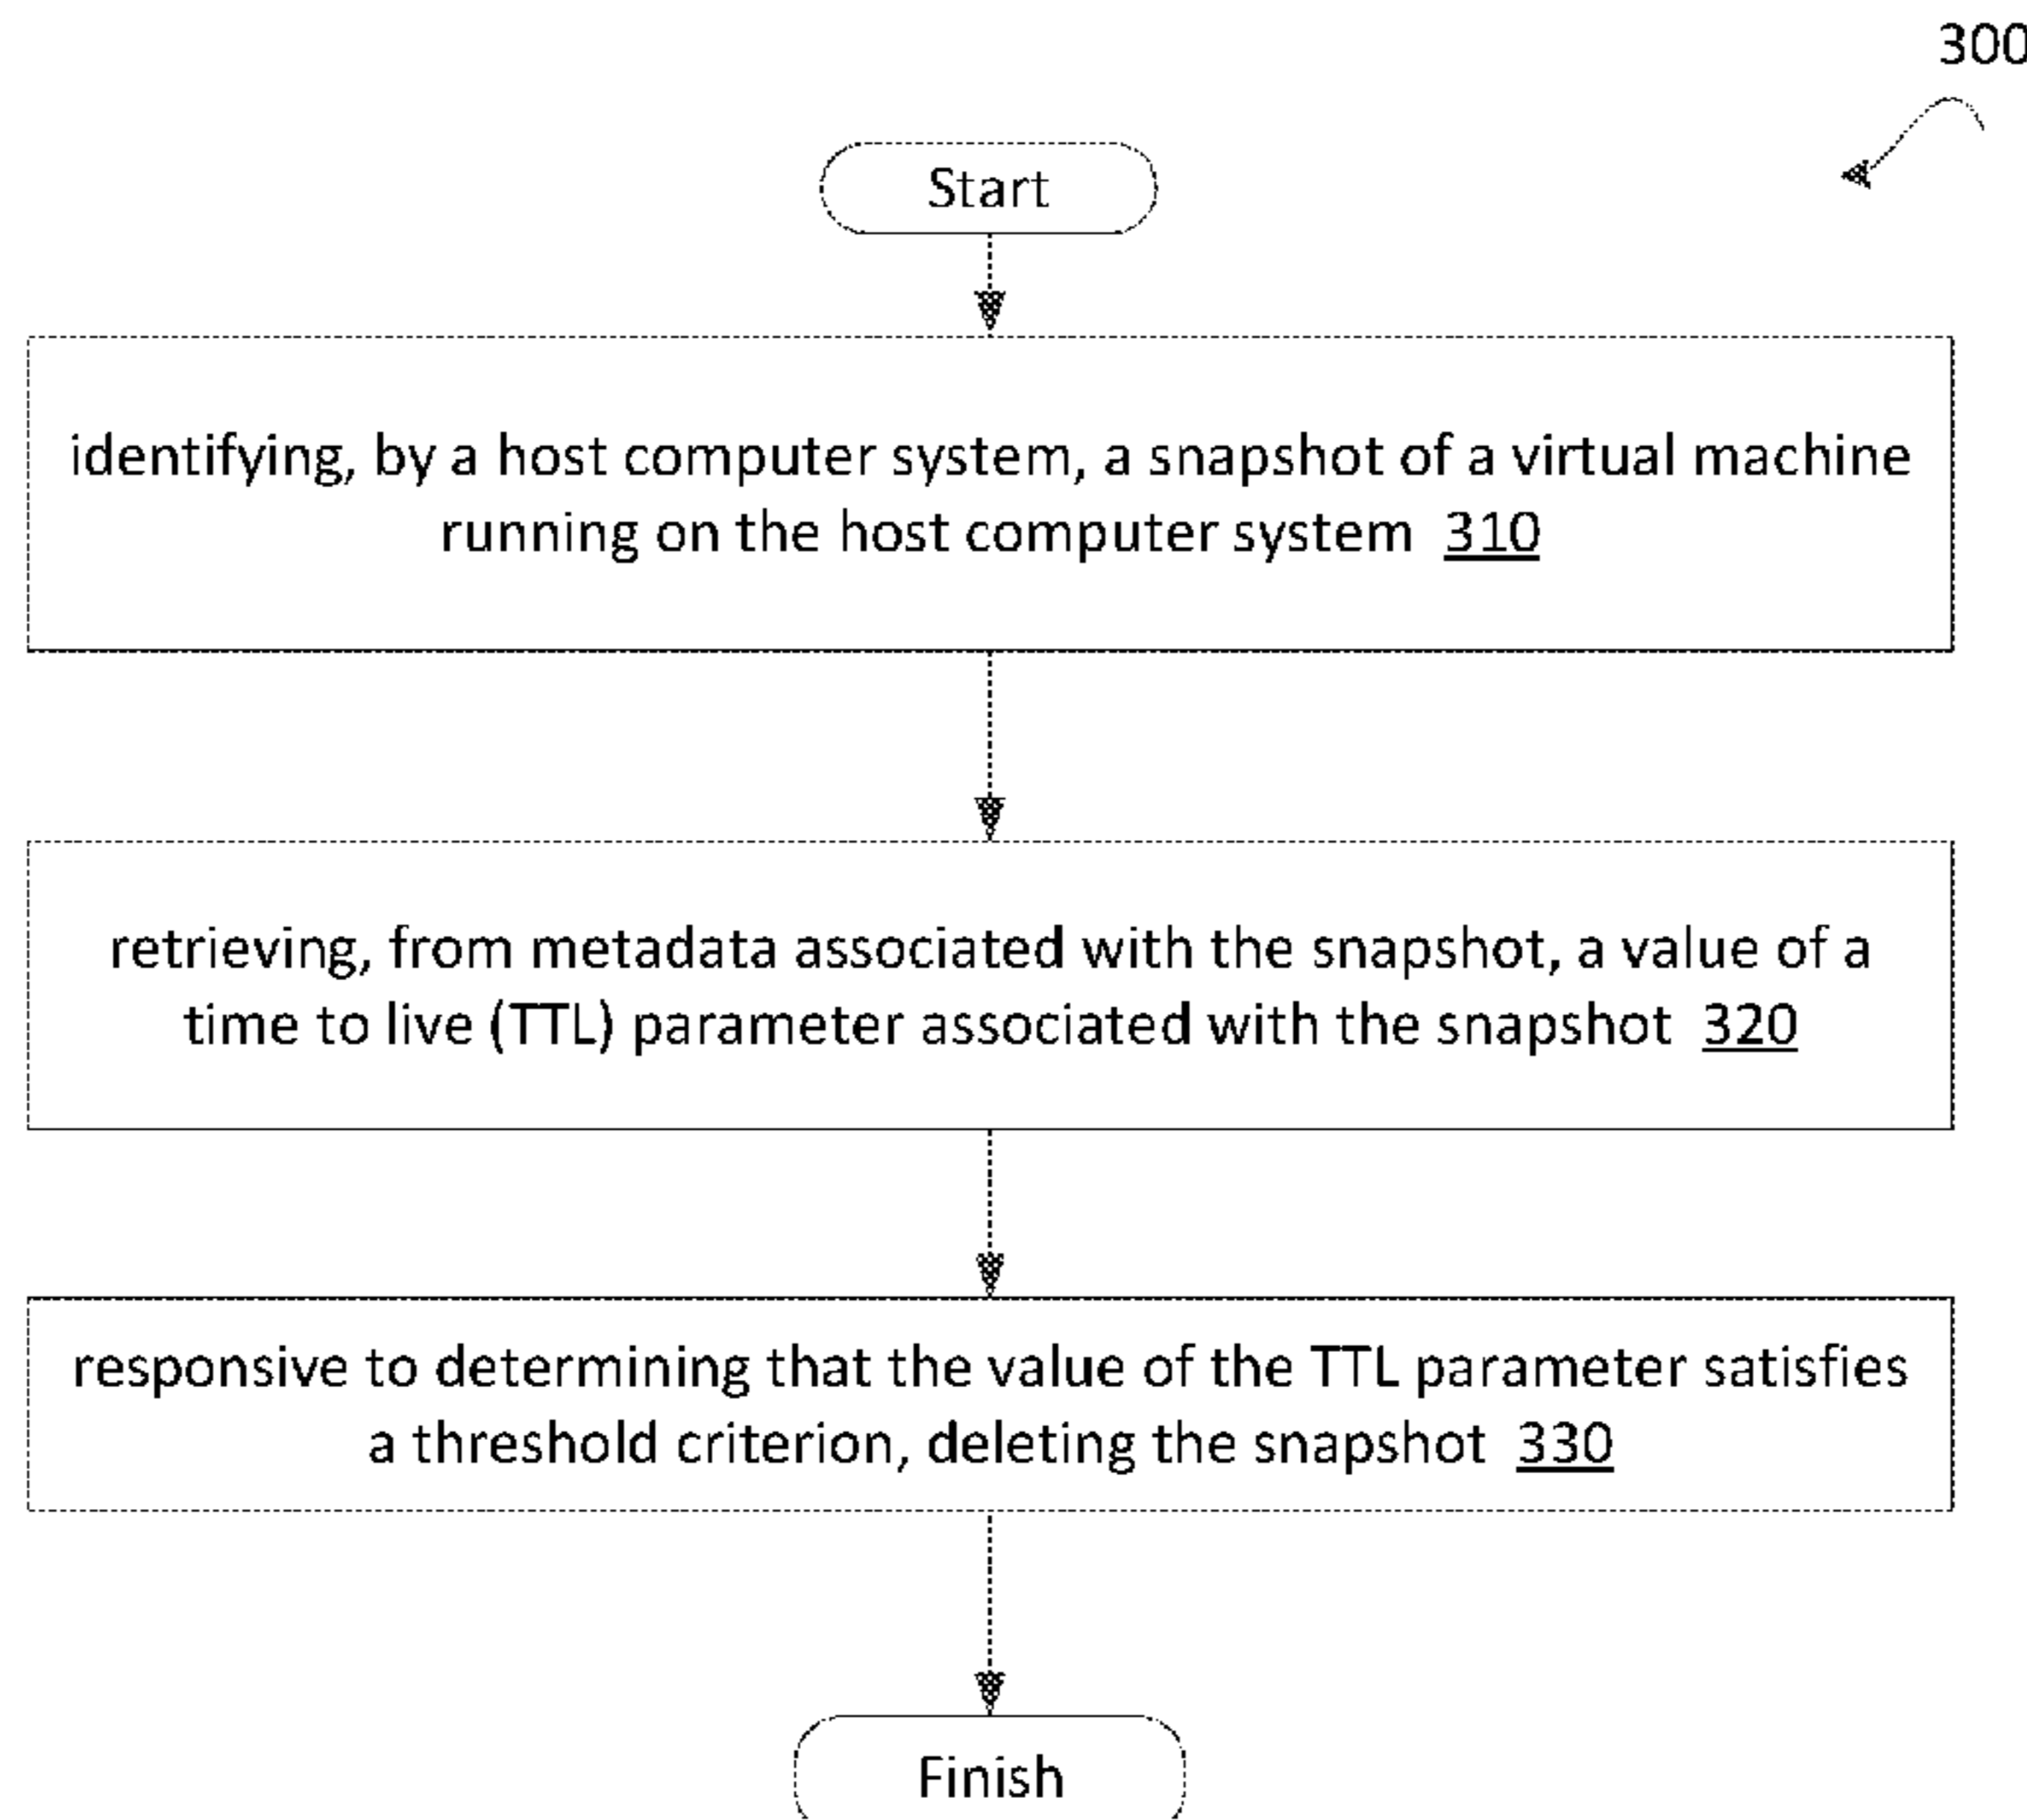 300
Start
identifying, by a host computer system, a snapshot of a virtual machine
running on the host computer system 310
retrieving, from metadata associated with the snapshot, a value of a
time to live (TTL) parameter associated with the snapshot 320
responsive to determining that the value of the TTL parameter satisfies
a threshold criterion, deleting the snapshot 330
Finish